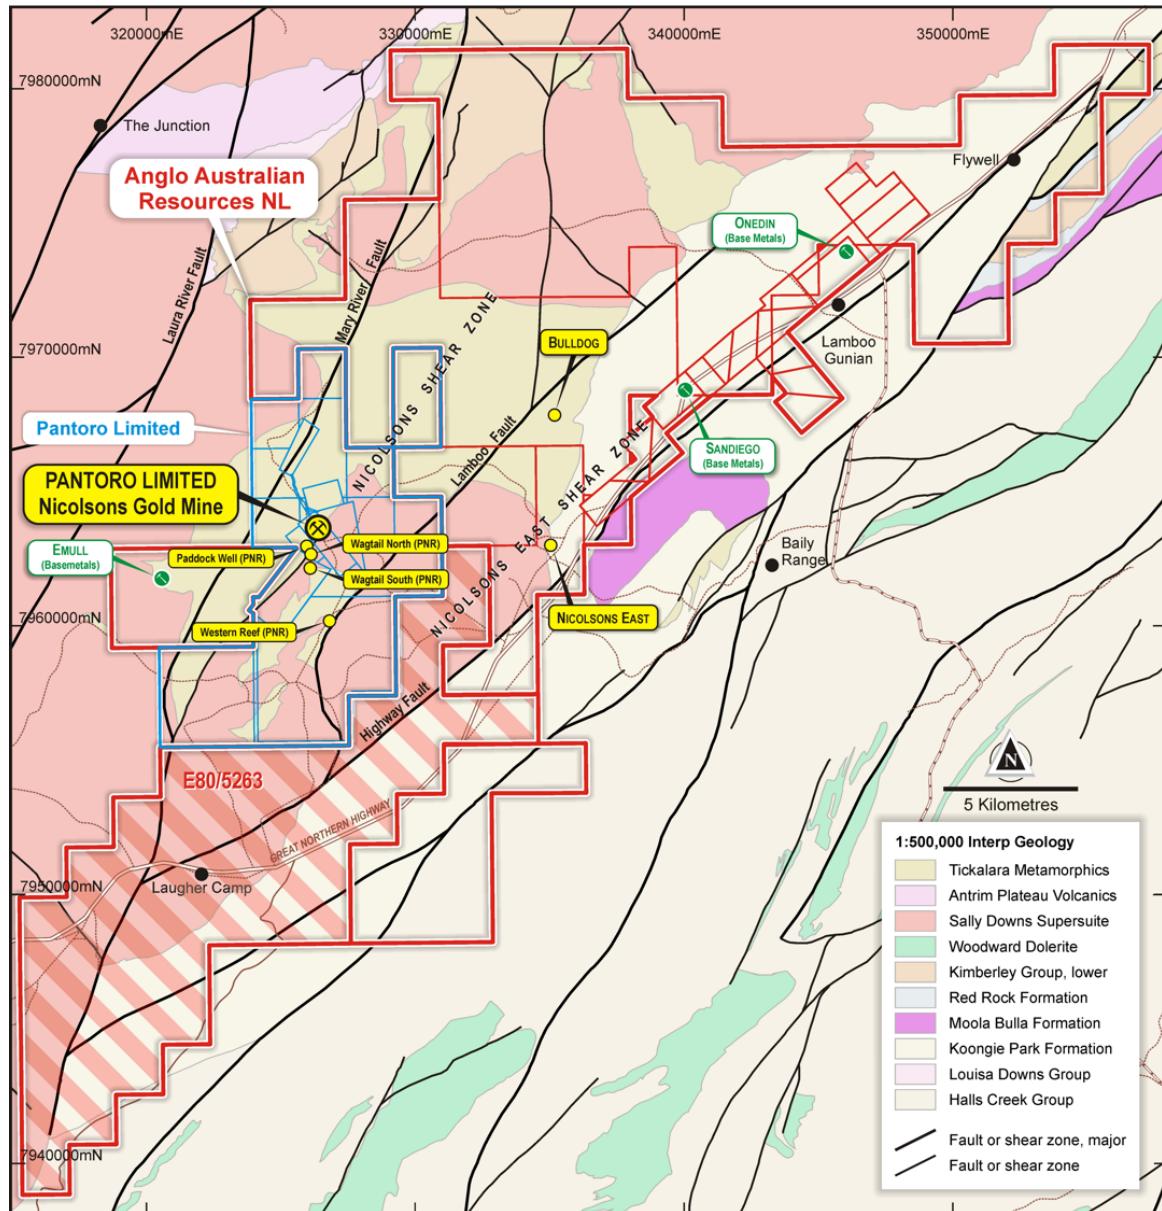 320000mE
330000mE
340000mE
350000mE
7980000mN
The Junction
Flywell
Anglo Australian
Resources NL
ONEDIN
(Base Metals)
Laura River Fault
Mary River Fault
NICOLSONS SHEAR ZONE
Lamboo
Gunian
BULLDOG
7970000mN
Pantoro Limited
Lamboo Fault
SANDIEGO
(Base Metals)
PANTORO LIMITED
Nicolsons Gold Mine
NICOLSONS EAST SHEAR ZONE
EMULL
(Basemetals)
Paddock Well (PNR)
Wagtail North (PNR)
Wagtail South (PNR)
Baily
Range
7960000mN
Western Reef (PNR)
NICOLSONS EAST
Highway Fault
E80/5263
N
5 Kilometres
GREAT NORTHERN HIGHWAY
7950000mN
Laugher Camp
1:500,000 Interp Geology
Tickalara Metamorphics
Antrim Plateau Volcanics
Sally Downs Supersuite
Woodward Dolerite
Kimberley Group, lower
Red Rock Formation
Moola Bulla Formation
Koongie Park Formation
Louisa Downs Group
Halls Creek Group
Fault or shear zone, major
Fault or shear zone
7940000mN